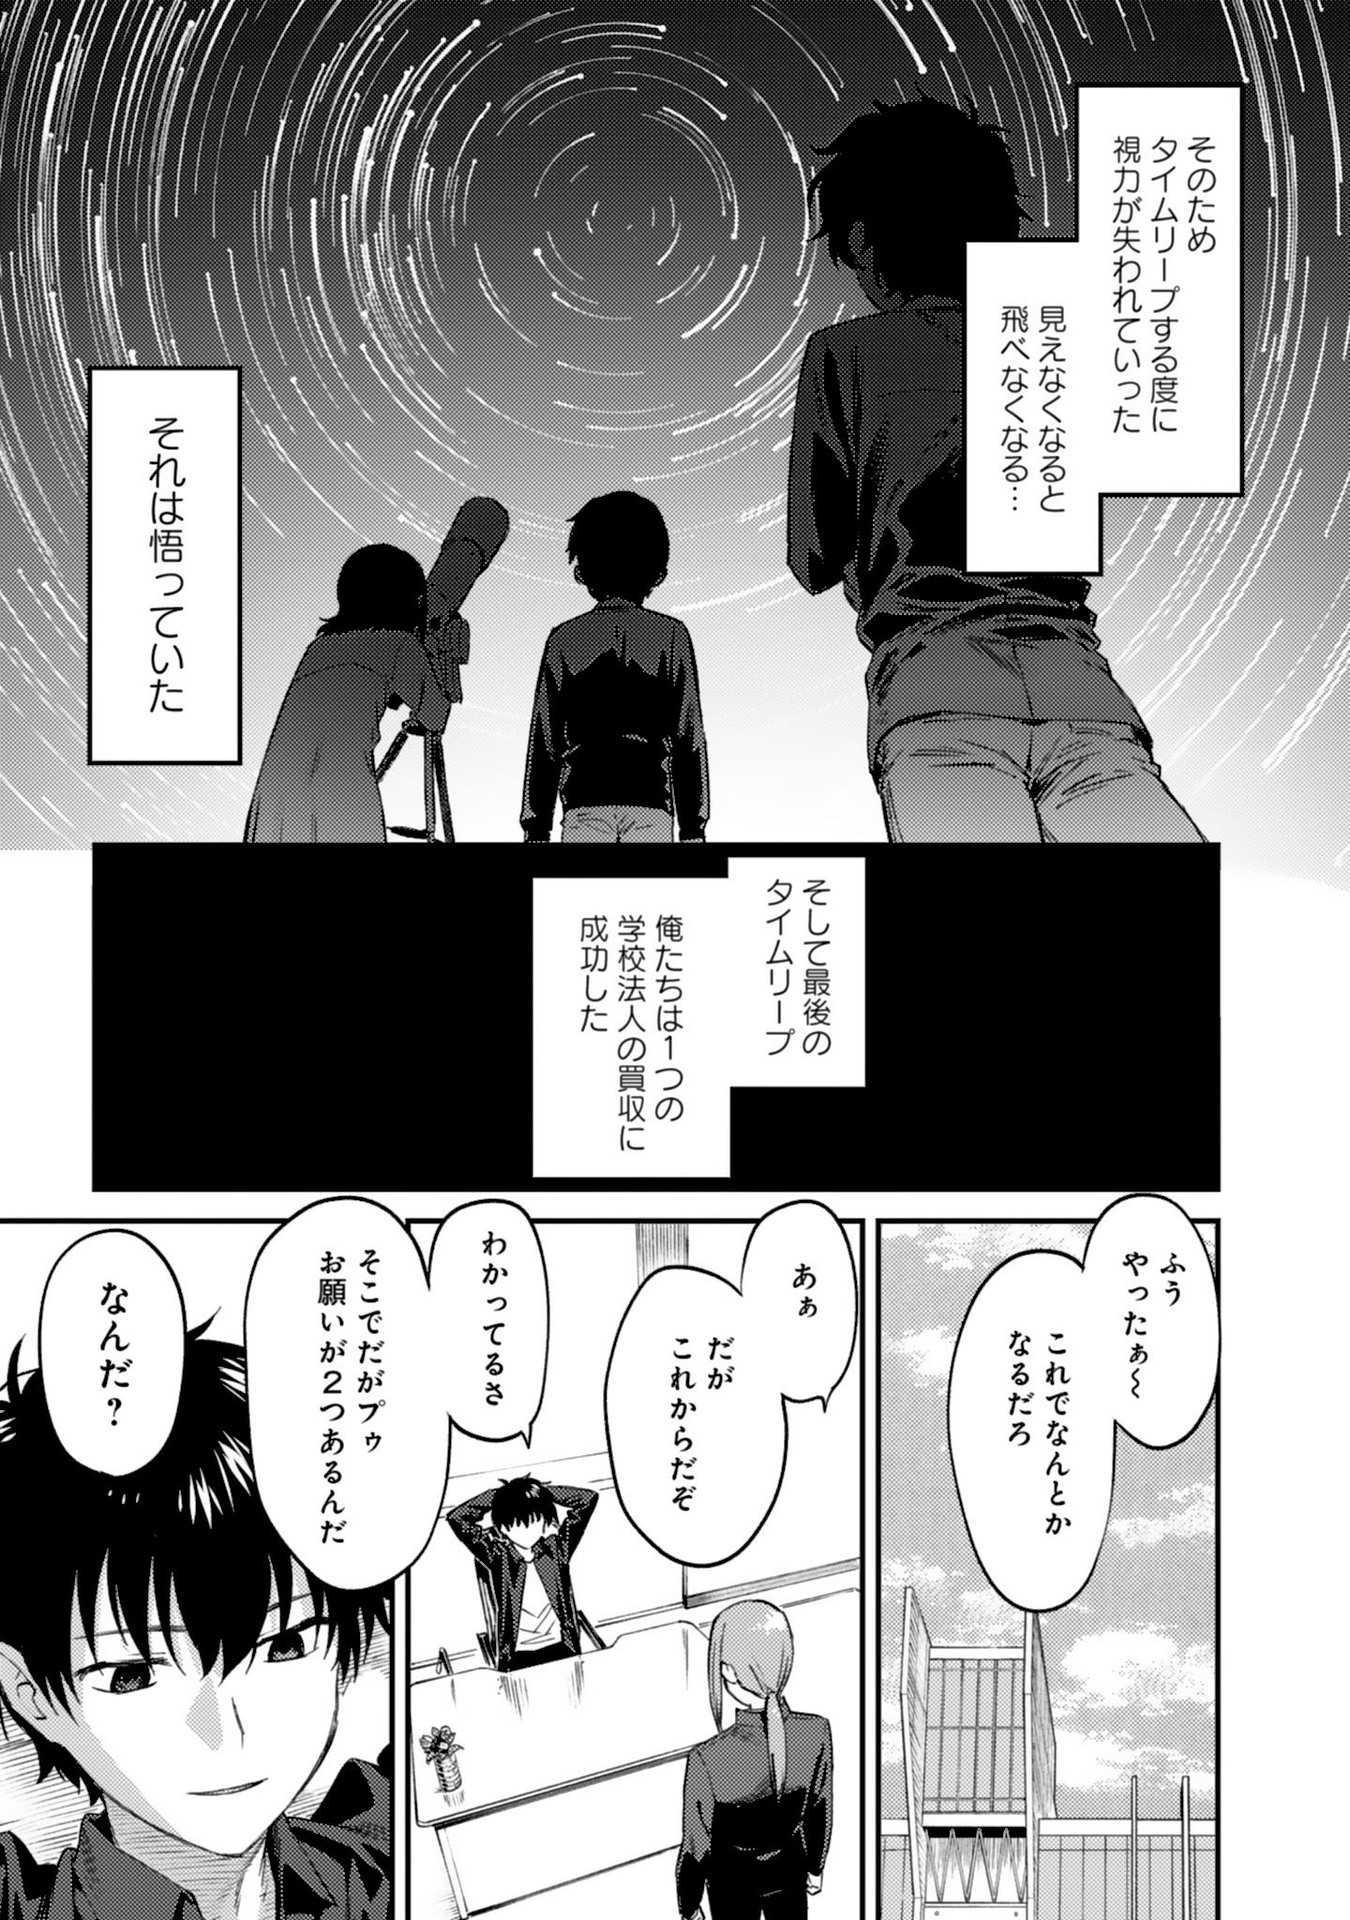 そのため
タイムリープする度に
視力が失われていった
見えなくなると
飛べなくなる…
それは悟っていた
そして最後の
タイムリープ
俺たちは1つの
学校法人の買収に
成功した
ふう
やったぁ～
これでなんとか
なるだろ
あぁ
だが
これからだぞ
わかってるさ
そこでだがプゥ
お願いが2つあるんだ
なんだ?